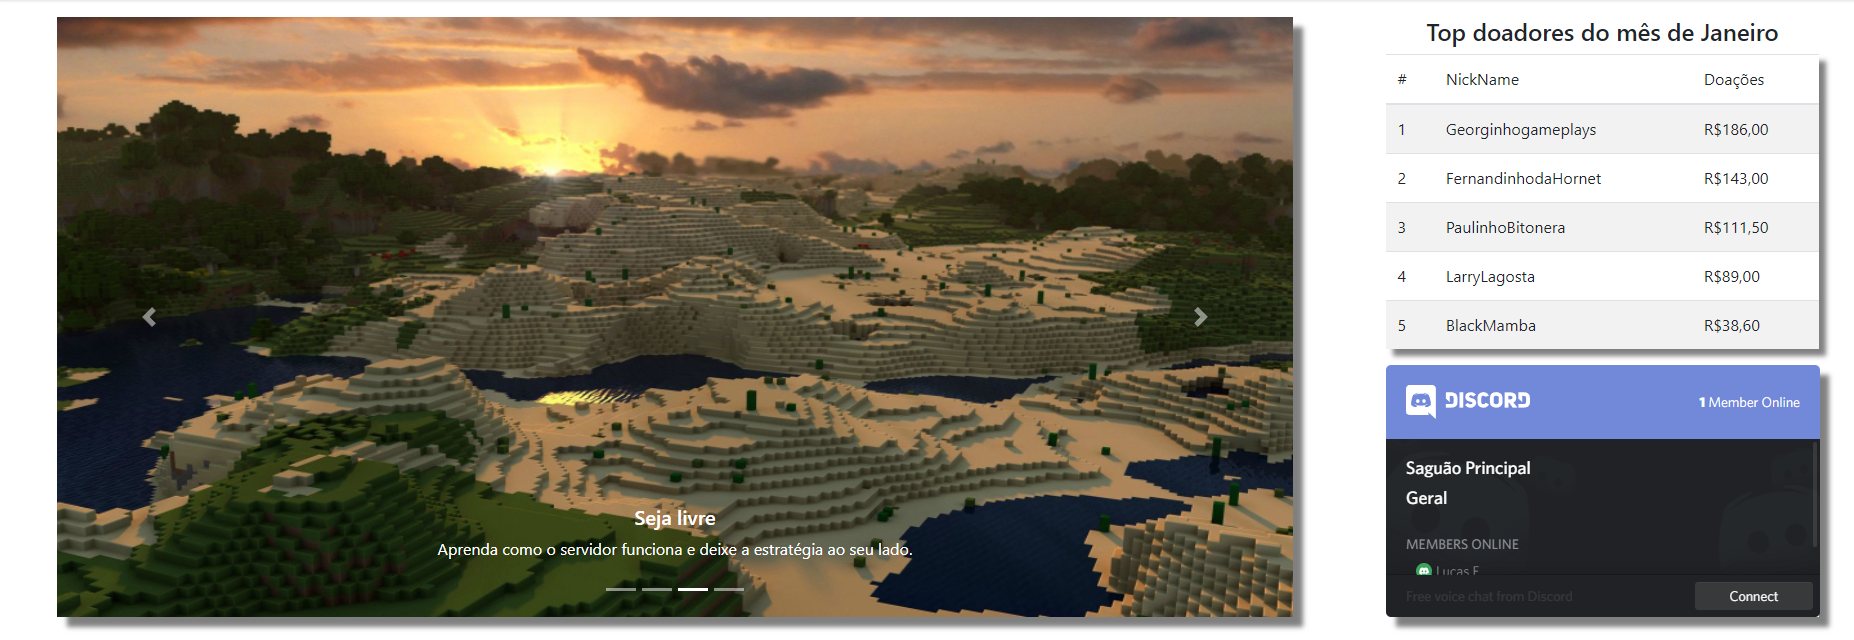 Seja livre
Aprenda como o servidor funciona e deixe a estratégia ao seu lado.
Top doadores do mês de Janeiro
# NickName Doações
1 Georginhogameplays R$186,00
2 FernandinhodaHornet R$143,00
3 PaulinhoBitonera R$111,50
4 LarryLagosta R$89,00
5 BlackMamba R$38,60
DISCORD 1 Member Online
Saguão Principal
Geral
MEMBERS ONLINE
Lucas F
Free voice chat from Discord Connect